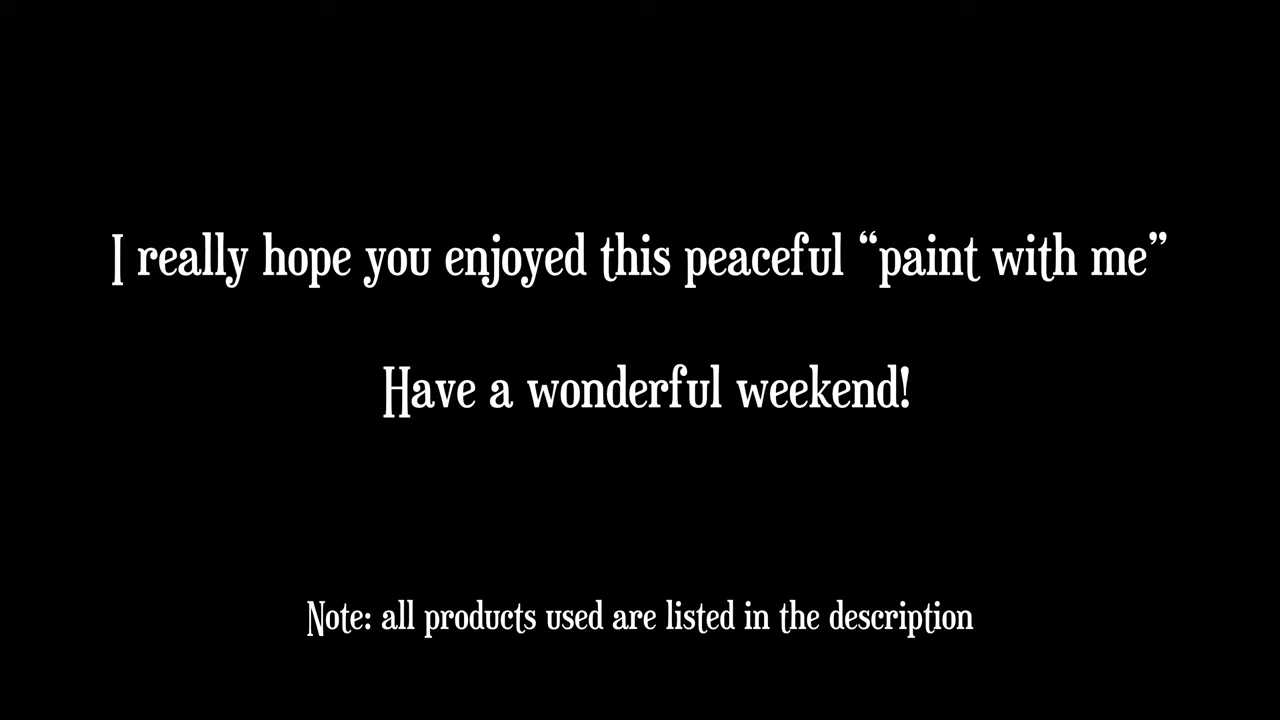 I really hope you enjoyed this peaceful “paint with me”
Have a wonderful weekend!
Note: all products used are listed in the description